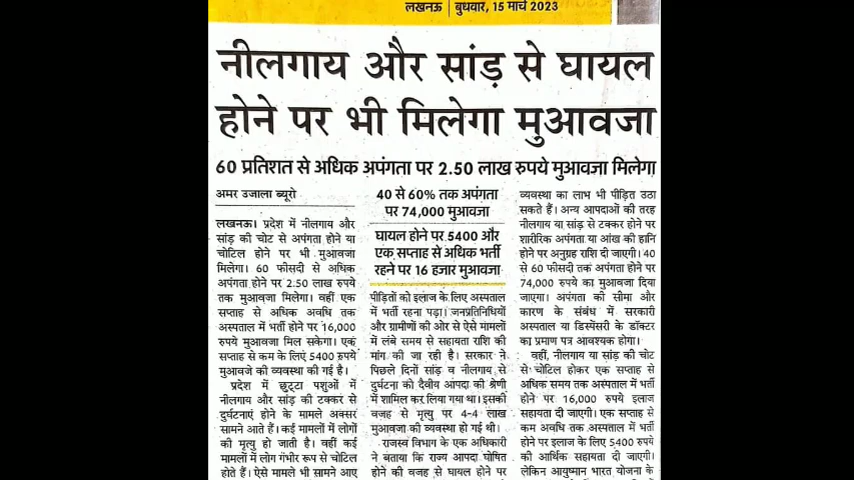 लखनऊ | बुधवार, 15 मार्च 2023
नीलगाय और सांड़ से घायल
होने पर भी मिलेगा मुआवजा
60 प्रतिशत से अधिक अपंगता पर 2.50 लाख रुपये मुआवजा मिलेगा
अमर उजाला ब्यूरो
लखनऊ। प्रदेश में नीलगाय और
सांड़ की चोट से अपंगता होने या
चोटिल होने पर भी मुआवजा
मिलेगा। 60 फीसदी से अधिक
अपंगता होने पर 2.50 लाख रुपये
तक मुआवजा मिलेगा। वहीं एक
सप्ताह से अधिक अवधि तक
अस्पताल में भर्ती होने पर 16,000
रुपये मुआवजा मिल सकेगा। एक
सप्ताह से कम के लिए 5400 रुपये
मुआवजे की व्यवस्था की गई है।
प्रदेश में छुट्टा पशुओं में
नीलगाय और सांड़ की टक्कर से
दुर्घटनाएं होने के मामले अक्सर
सामने आते हैं। कई मामलों में लोगों
की मृत्यु हो जाती है। वहीं कई
मामलों में लोग गंभीर रूप से चोटिल
होते हैं। ऐसे मामले भी सामने आए
40 से 60% तक अपंगता
पर 74,000 मुआवजा
घायल होने पर 5400 और
एक सप्ताह से अधिक भर्ती
रहने पर 16 हजार मुआवजा
पीड़ितों को इलाज के लिए अस्पताल
में भर्ती रहना पड़ा। जनप्रतिनिधियों
और ग्रामीणों की ओर से ऐसे मामलों
में लंबे समय से सहायता राशि की
मांग की जा रही है। सरकार ने
पिछले दिनों सांड़ व नीलगाय से
दुर्घटना को दैवीय आपदा की श्रेणी
में शामिल कर लिया गया था। इसकी
वजह से मृत्यु पर 4-4 लाख
मुआवजा की व्यवस्था हो गई थी।
राजस्व विभाग के एक अधिकारी
ने बताया कि राज्य आपदा घोषित
होने की वजह से घायल होने पर
व्यवस्था का लाभ भी पीड़ित उठा
सकते हैं। अन्य आपदाओं की तरह
नीलगाय या सांड़ से टक्कर होने पर
शारीरिक अपंगता या आंख की हानि
होने पर अनुग्रह राशि दी जाएगी। 40
से 60 फीसदी तक अपंगता होने पर
74,000 रुपये का मुआवजा दिया
जाएगा। अपंगता की सीमा और
कारण के संबंध में सरकारी
अस्पताल या डिस्पेंसरी के डॉक्टर
का प्रमाण पत्र आवश्यक होगा।
वहीं, नीलगाय या सांड़ की चोट
से चोटिल होकर एक सप्ताह से
अधिक समय तक अस्पताल में भर्ती
होने पर 16,000 रुपये इलाज
सहायता दी जाएगी। एक सप्ताह से
कम अवधि तक अस्पताल में भर्ती
होने पर इलाज के लिए 5400 रुपये
की आर्थिक सहायता दी जाएगी।
लेकिन आयुष्मान भारत योजना के